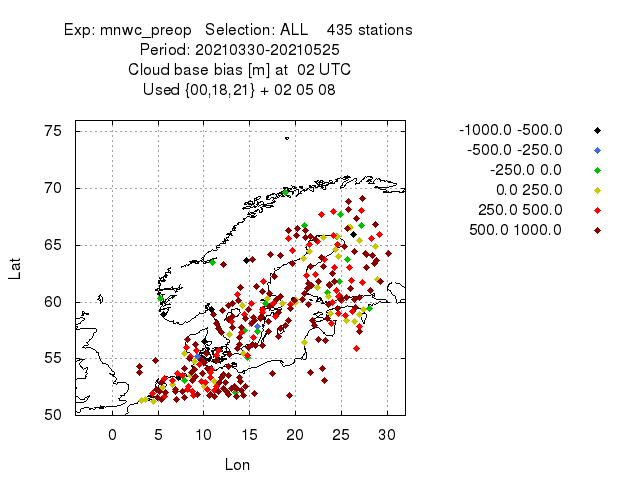 Exp: mnwc_preop   Selection: ALL    435 stations
Period: 20210330-20210525
Cloud base bias [m] at  02 UTC
Used {00,18,21} + 02 05 08
-1000.0 -500.0
-500.0 -250.0
-250.0 0.0
0.0 250.0
250.0 500.0
500.0 1000.0
75
70
65
60
55
50
Lat
0 5 10 15 20 25 30
Lon